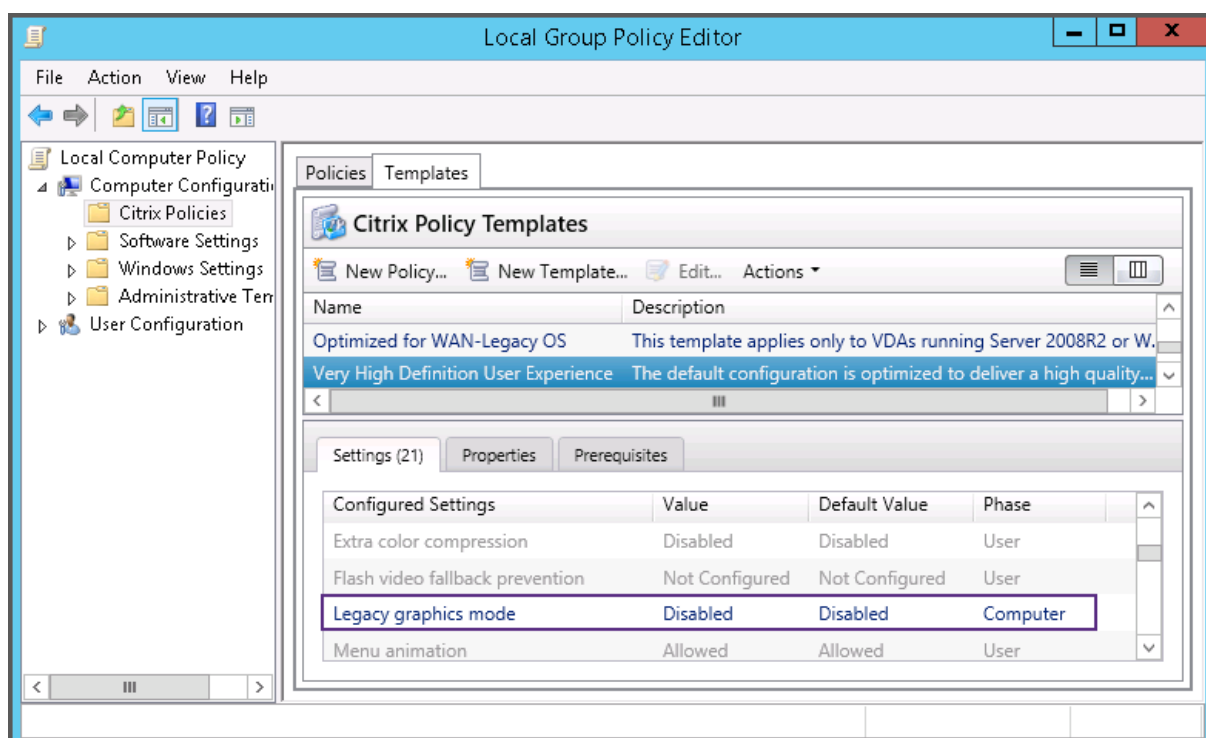 Local Group Policy Editor
File Action View Help
Local Computer Policy
Computer Configurati
Citrix Policies
Software Settings
Windows Settings
Administrative Tem
User Configuration
Policies Templates
Citrix Policy Templates
New Policy... New Template... Edit... Actions
Name Description
Optimized for WAN-Legacy OS This template applies only to VDAs running Server 2008R2 or W.
Very High Definition User Experience The default configuration is optimized to deliver a high quality...
Settings (21) Properties Prerequisites
Configured Settings Value Default Value Phase
Extra color compression Disabled Disabled User
Flash video fallback prevention Not Configured Not Configured User
Legacy graphics mode Disabled Disabled Computer
Menu animation Allowed Allowed User